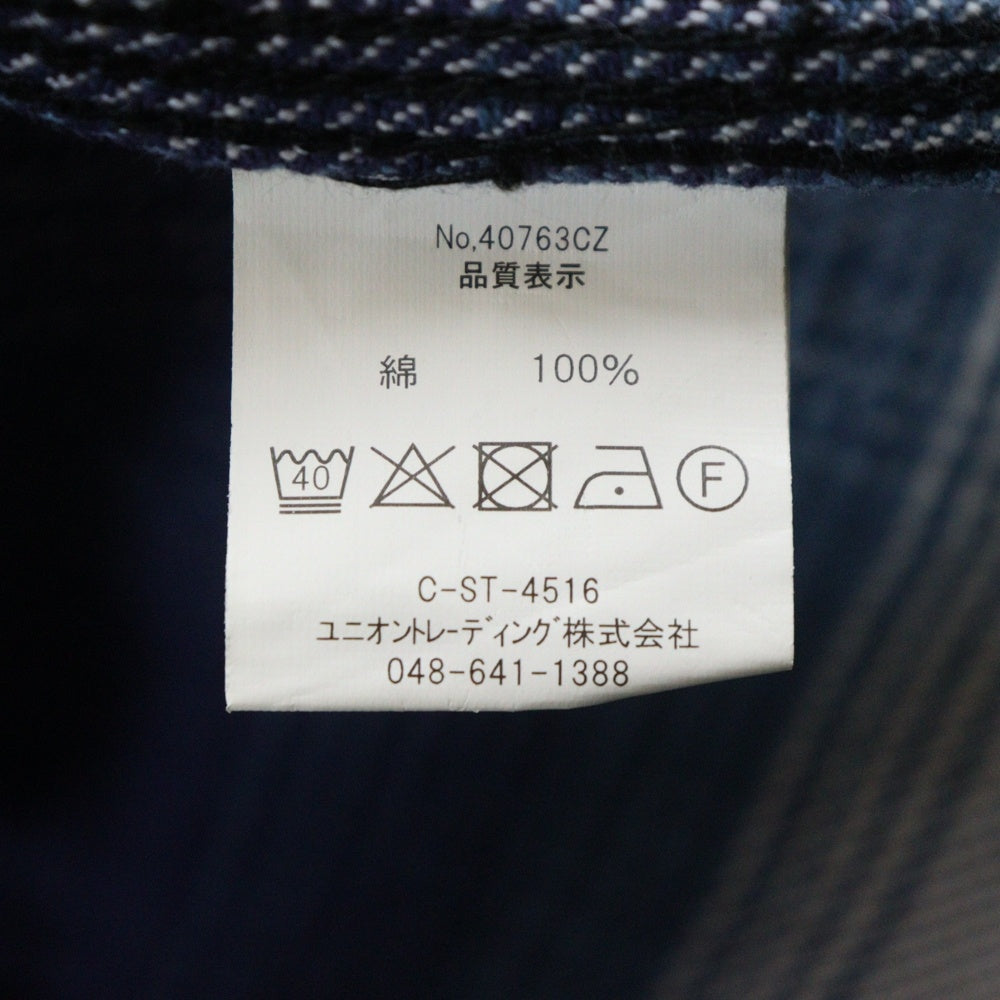 No,40763CZ
品質表示
綿 100%
40 F
C-ST-4516
ユニオントレーディング株式会社
048-641-1388